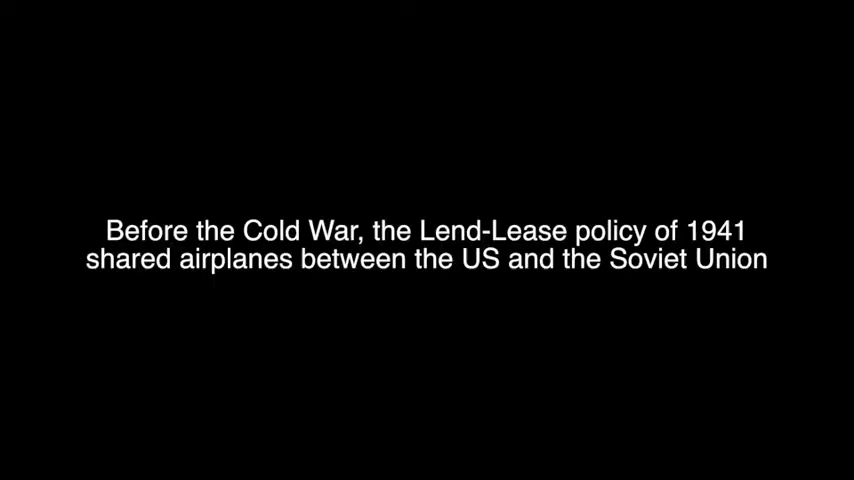 Before the Cold War, the Lend-Lease policy of 1941
shared airplanes between the US and the Soviet Union